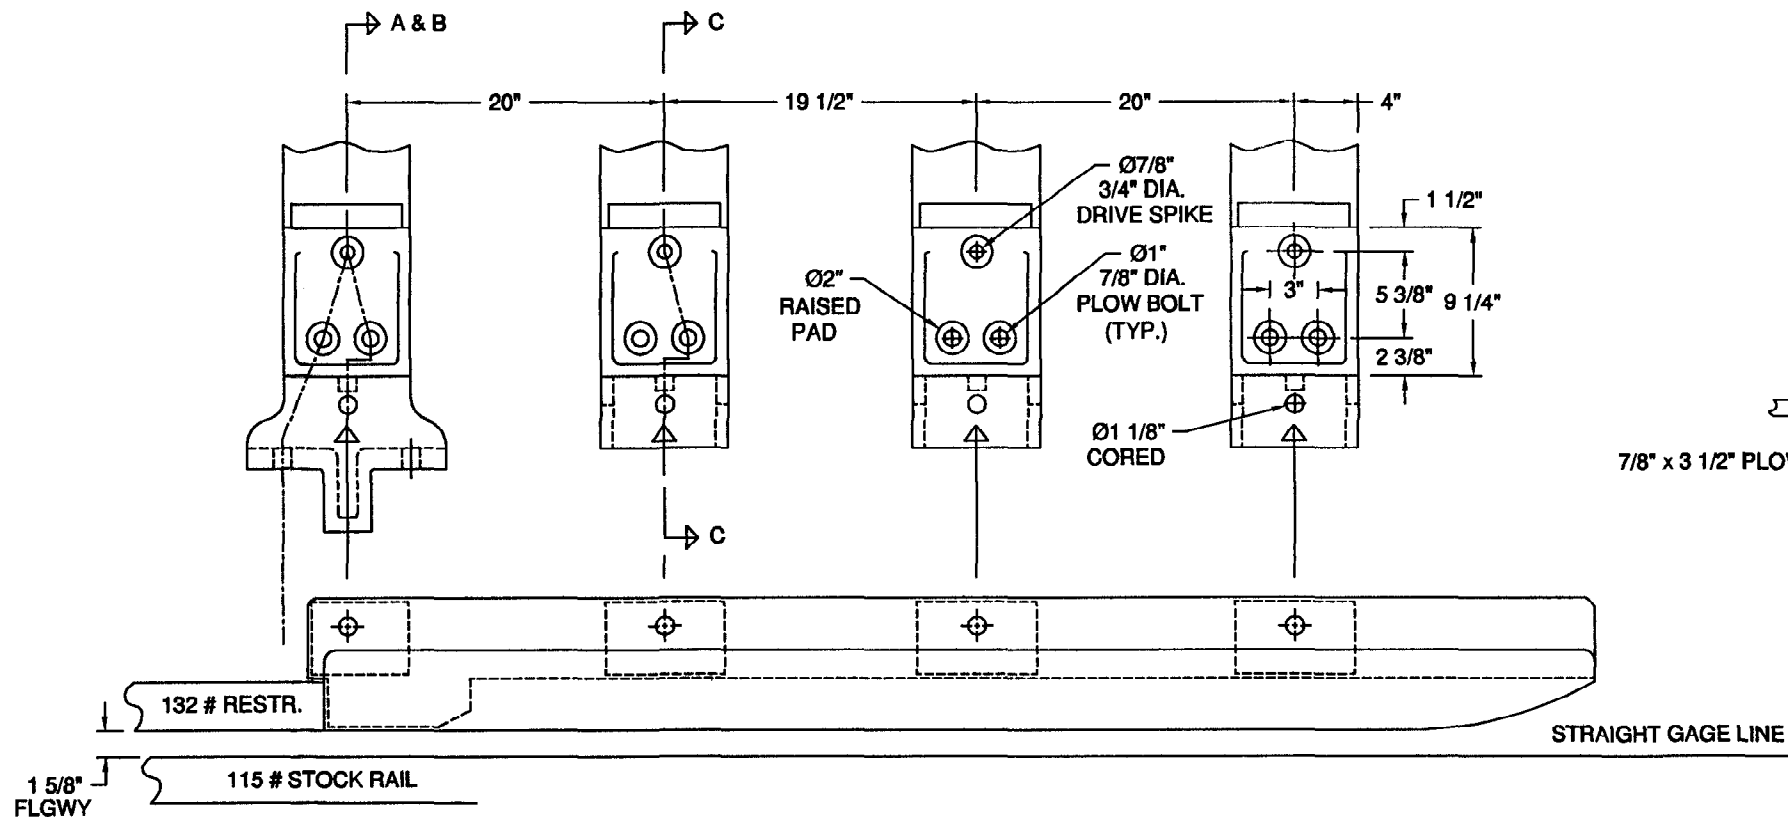 A & B
C
20"
19 1/2"
20"
4"
Ø7/8"
3/4" DIA.
DRIVE SPIKE
1 1/2"
Ø2"
RAISED
PAD
Ø1"
7/8" DIA.
PLOW BOLT
(TYP.)
3"
5 3/8"
9 1/4"
2 3/8"
Ø1 1/8"
CORED
7/8" x 3 1/2"
C
132 # RESTR.
STRAIGHT GAGE LINE
1 5/8"
FLGWY
115 # STOCK RAIL